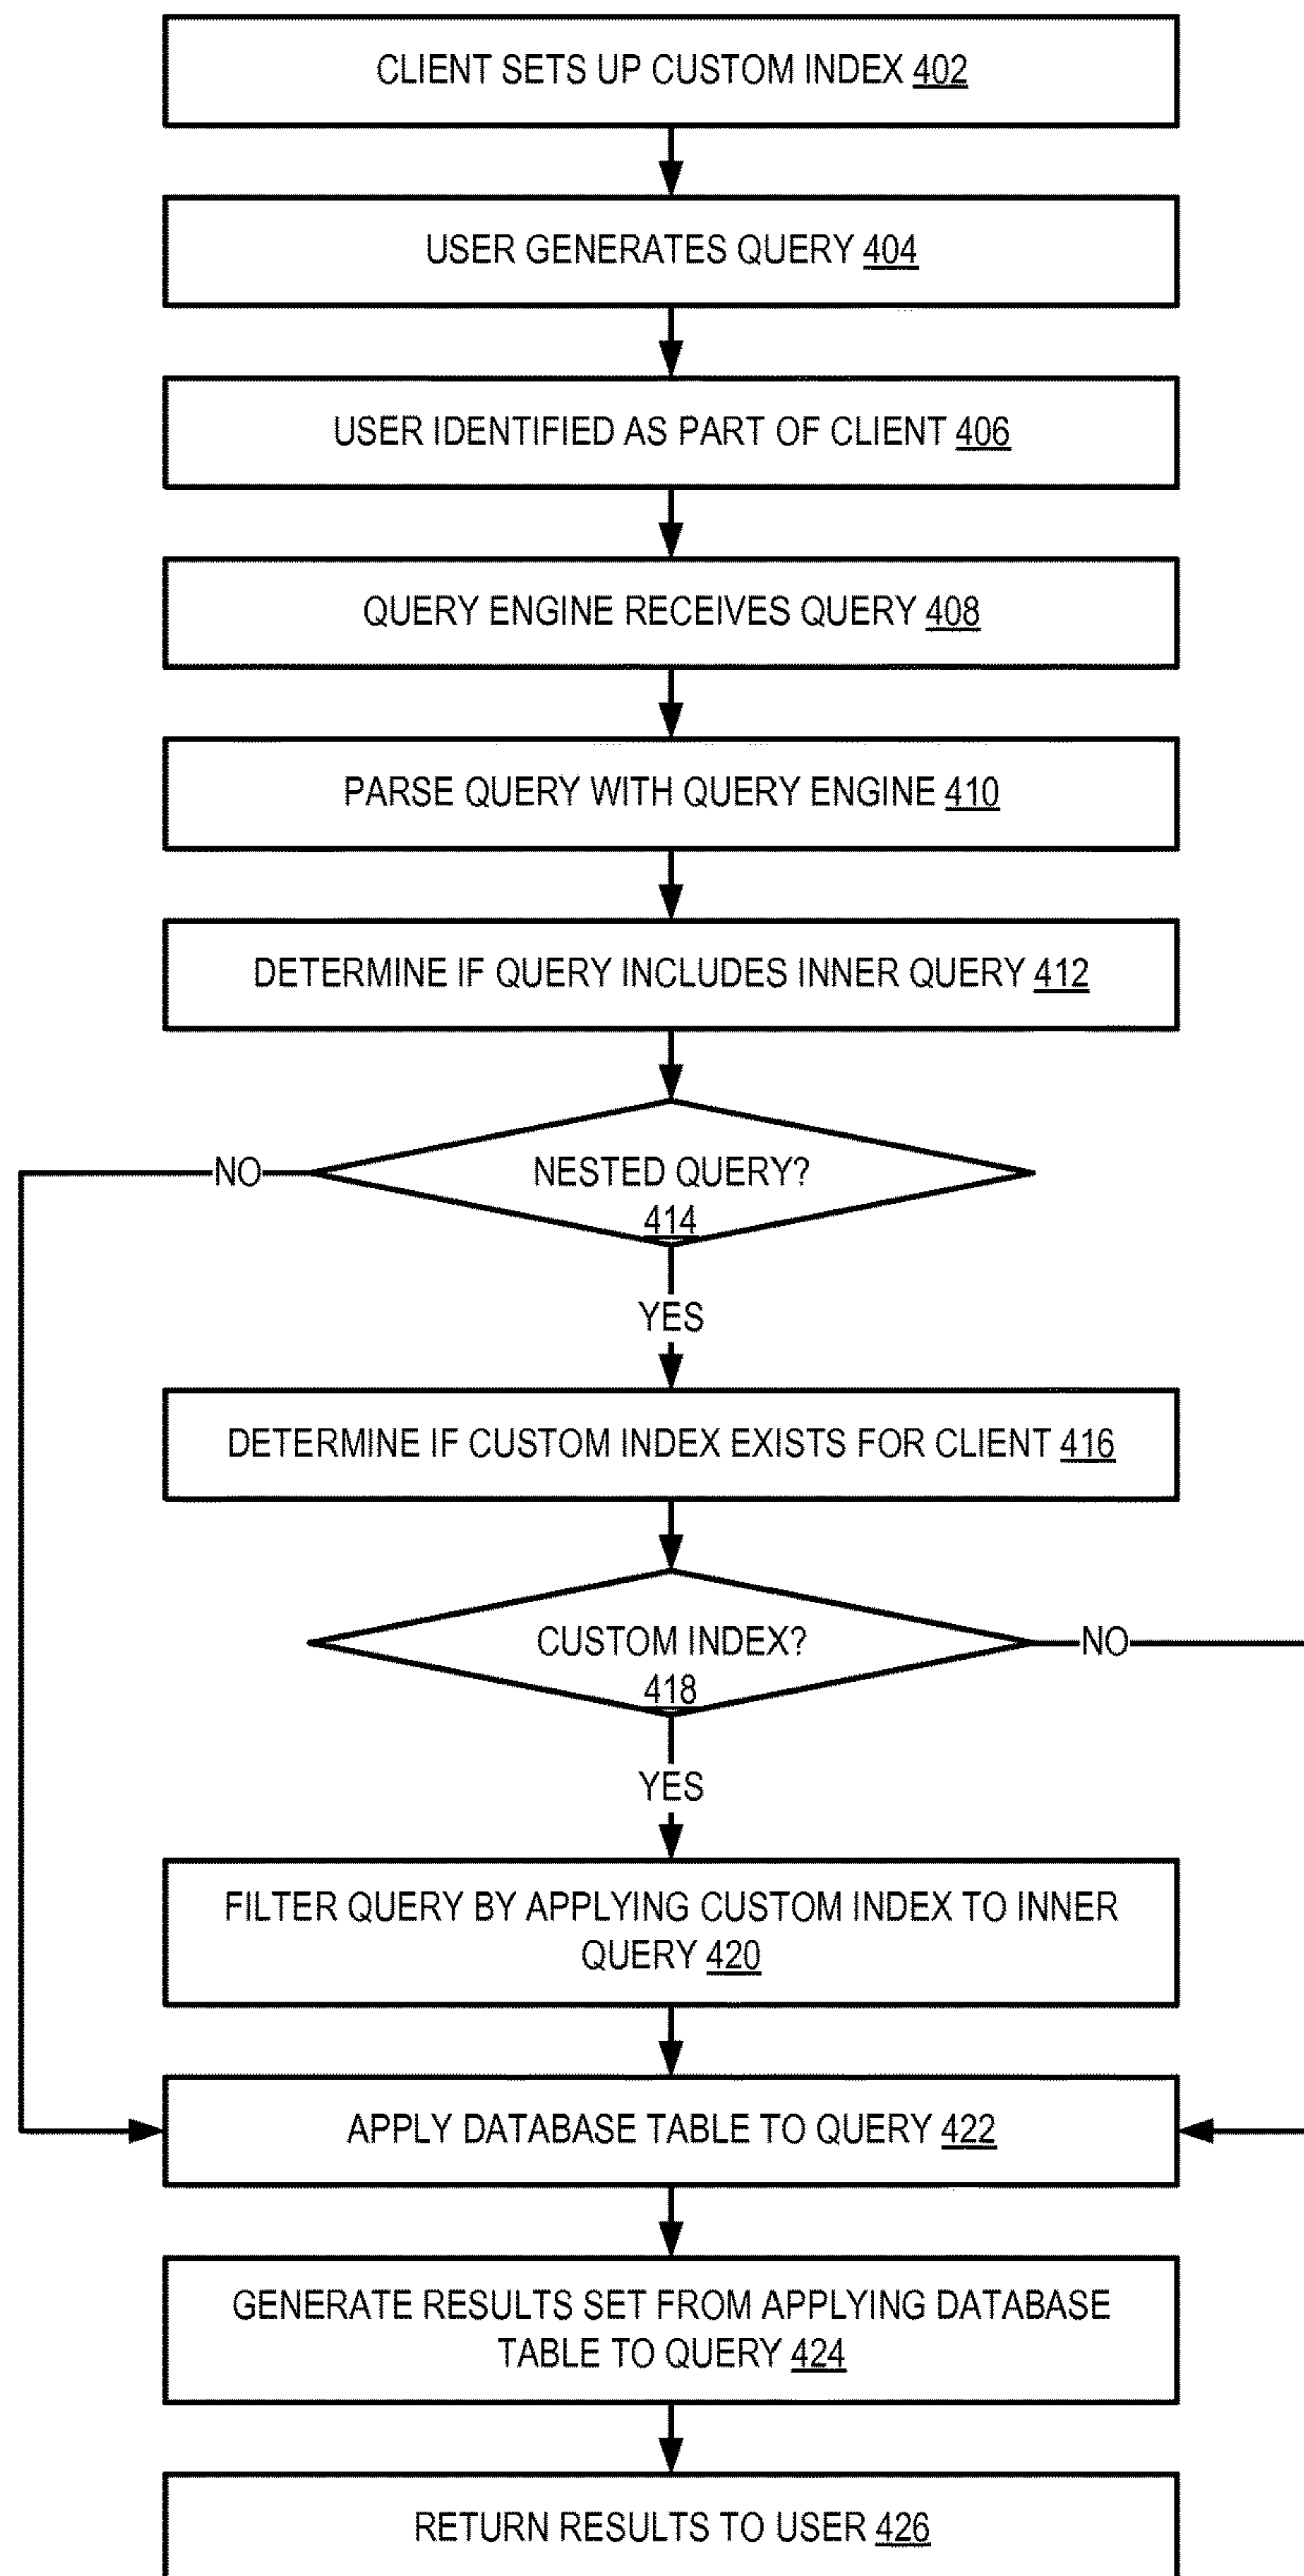 CLIENT SETS UP CUSTOM INDEX 402
USER GENERATES QUERY 404
USER IDENTIFIED AS PART OF CLIENT 406
QUERY ENGINE RECEIVES QUERY 408
PARSE QUERY WITH QUERY ENGINE 410
DETERMINE IF QUERY INCLUDES INNER QUERY 412
NO
NESTED QUERY?
414
YES
DETERMINE IF CUSTOM INDEX EXISTS FOR CLIENT 416
CUSTOM INDEX?
NO
418
YES
FILTER QUERY BY APPLYING CUSTOM INDEX TO INNER
QUERY 420
APPLY DATABASE TABLE TO QUERY 422
GENERATE RESULTS SET FROM APPLYING DATABASE
TABLE TO QUERY 424
RETURN RESULTS TO USER 426